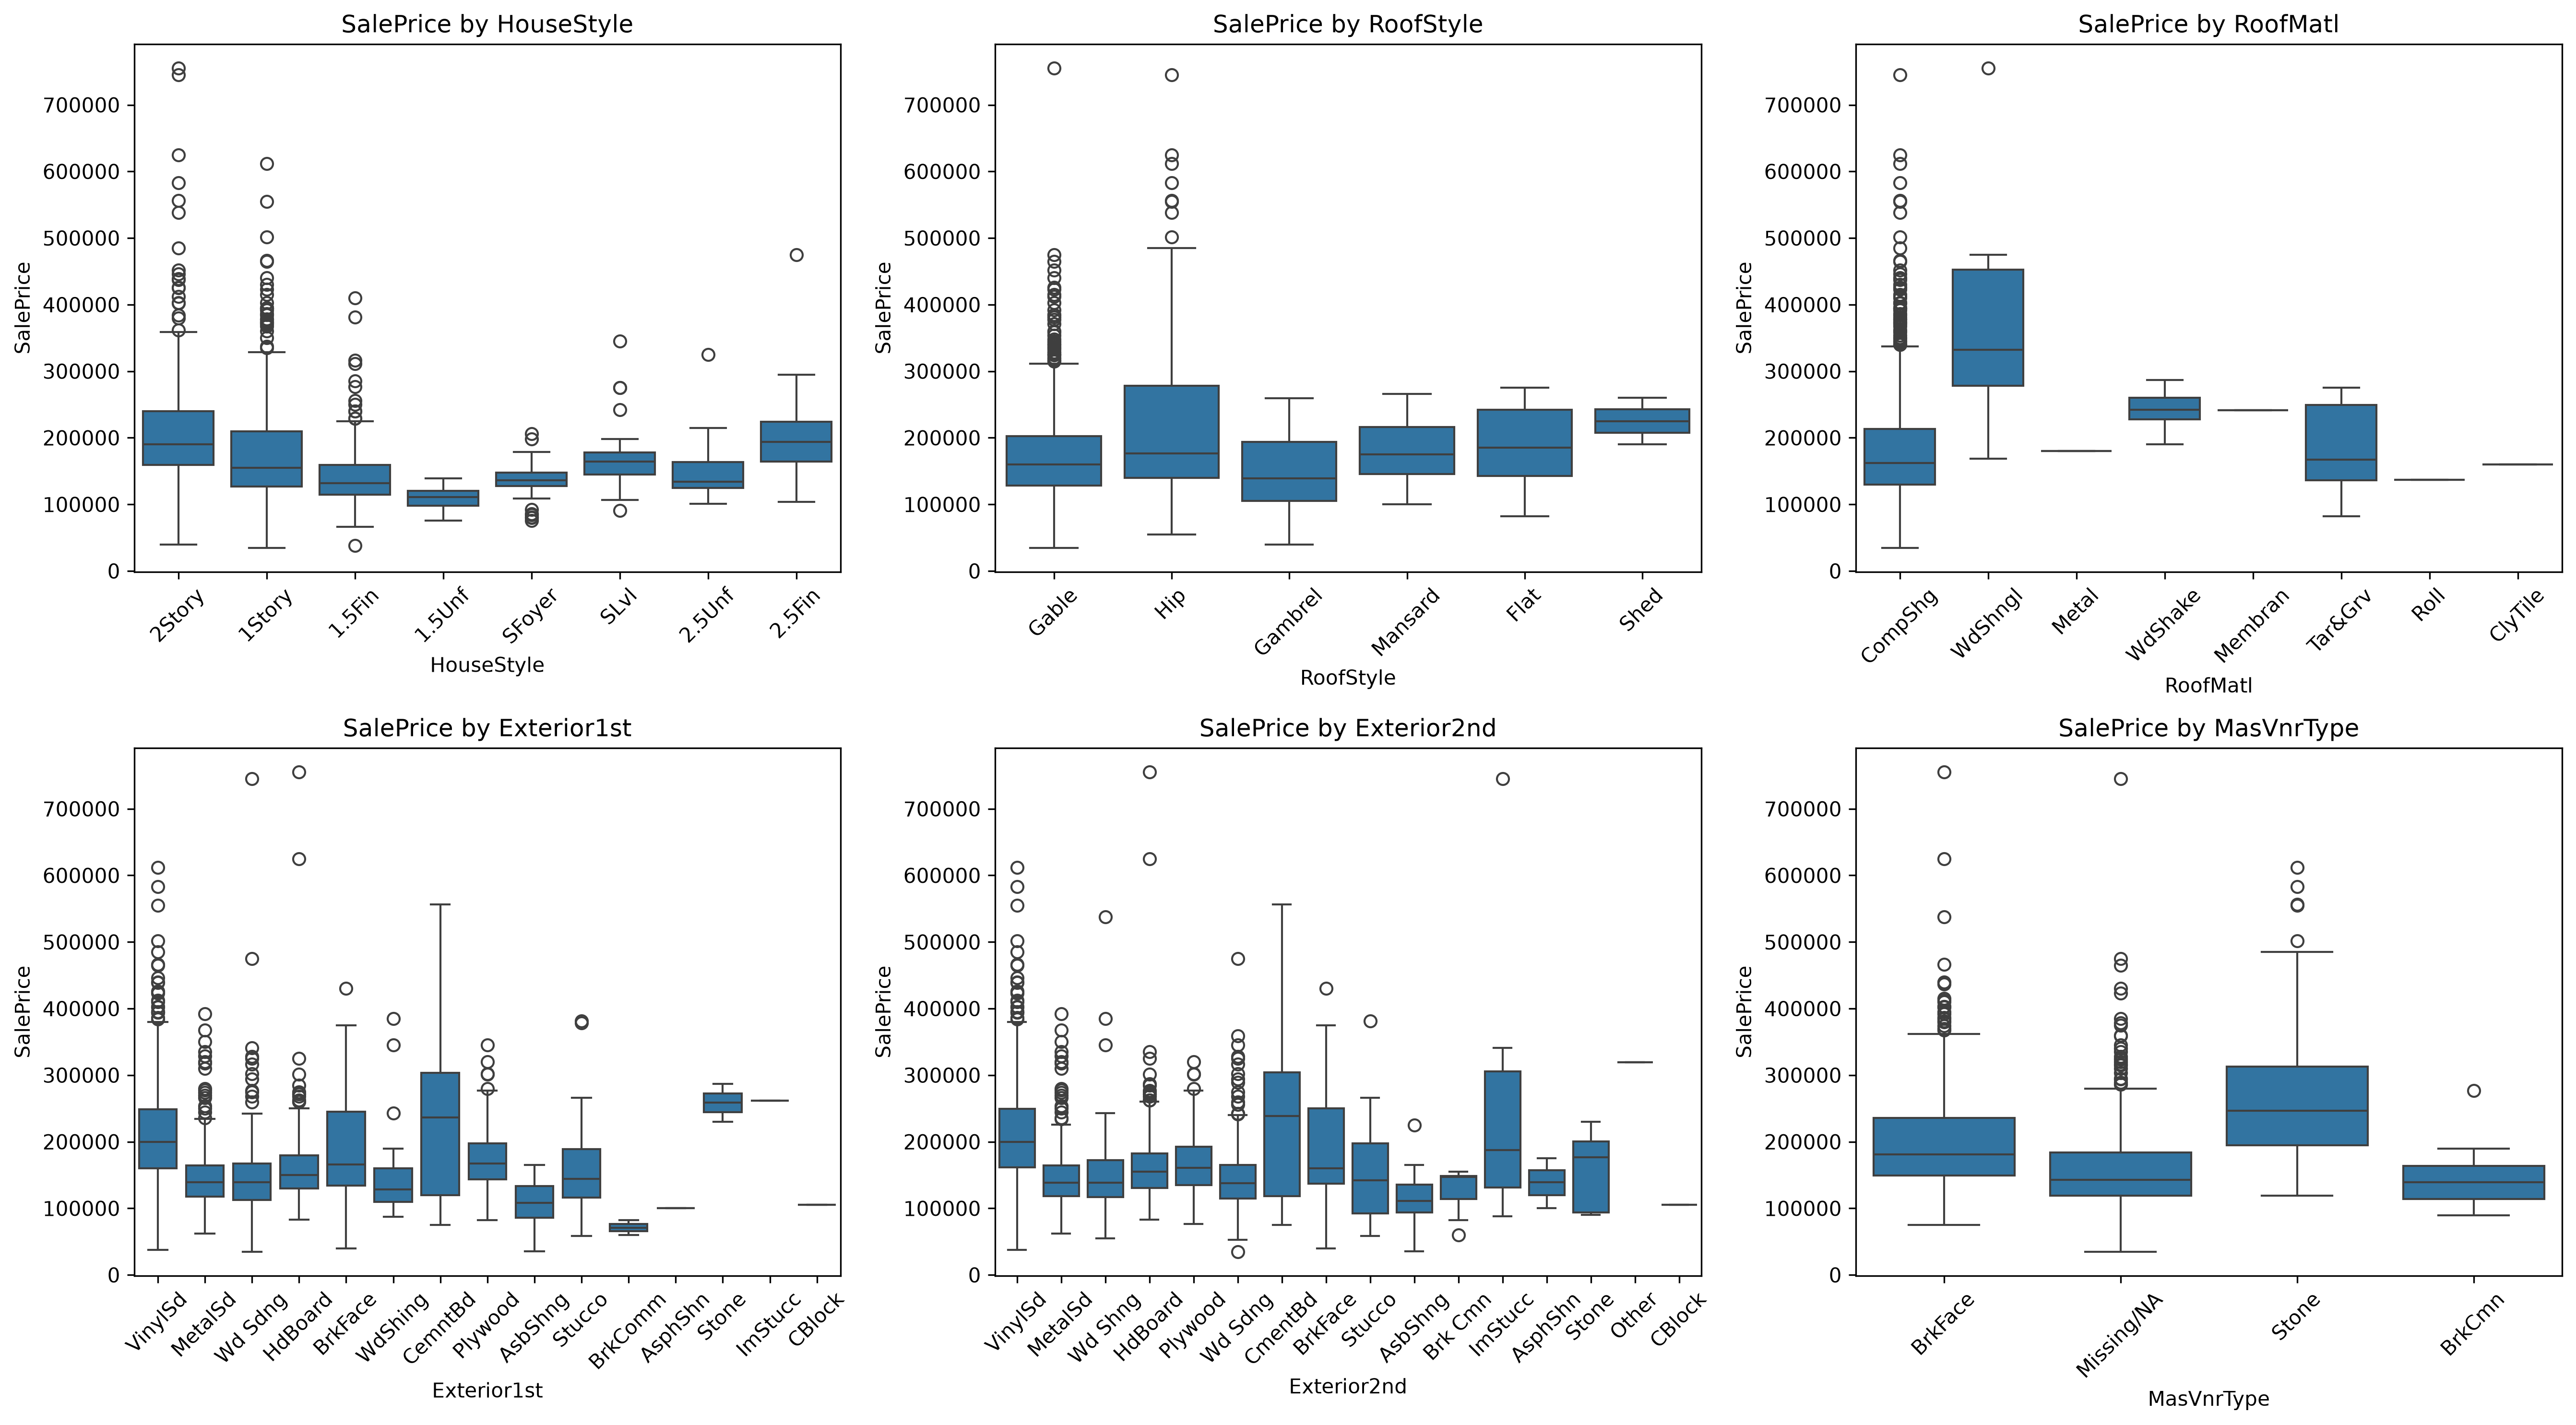 SalePrice by HouseStyle
SalePrice
700000
600000
500000
400000
300000
200000
100000
0
2Story
1Story
1.5Fin
1.5Unf
SFoyer
SLvl
2.5Unf
2.5Fin
HouseStyle
SalePrice by RoofStyle
SalePrice
700000
600000
500000
400000
300000
200000
100000
0
Gable
Hip
Gambrel
Mansard
Flat
Shed
RoofStyle
SalePrice by RoofMatl
SalePrice
700000
600000
500000
400000
300000
200000
100000
0
CompShg
WdShngl
Metal
WdShake
Membran
Tar&Grv
Roll
ClyTile
RoofMatl
SalePrice by Exterior1st
SalePrice
700000
600000
500000
400000
300000
200000
100000
0
VinylSd
MetalSd
Wd Sdng
HdBoard
BrkFace
WdShing
CemntBd
Plywood
AsbShng
Stucco
BrkComm
AsphShn
Stone
ImStucc
CBlock
Exterior1st
SalePrice by Exterior2nd
SalePrice
700000
600000
500000
400000
300000
200000
100000
0
VinylSd
MetalSd
Wd Shng
HdBoard
Plywood
Wd Sdng
CmentBd
BrkFace
Stucco
AsbShng
Brk Cmn
ImStucc
AsphShn
Stone
Other
CBlock
Exterior2nd
SalePrice by MasVnrType
SalePrice
700000
600000
500000
400000
300000
200000
100000
0
BrkFace
Missing/NA
Stone
BrkCmn
MasVnrType